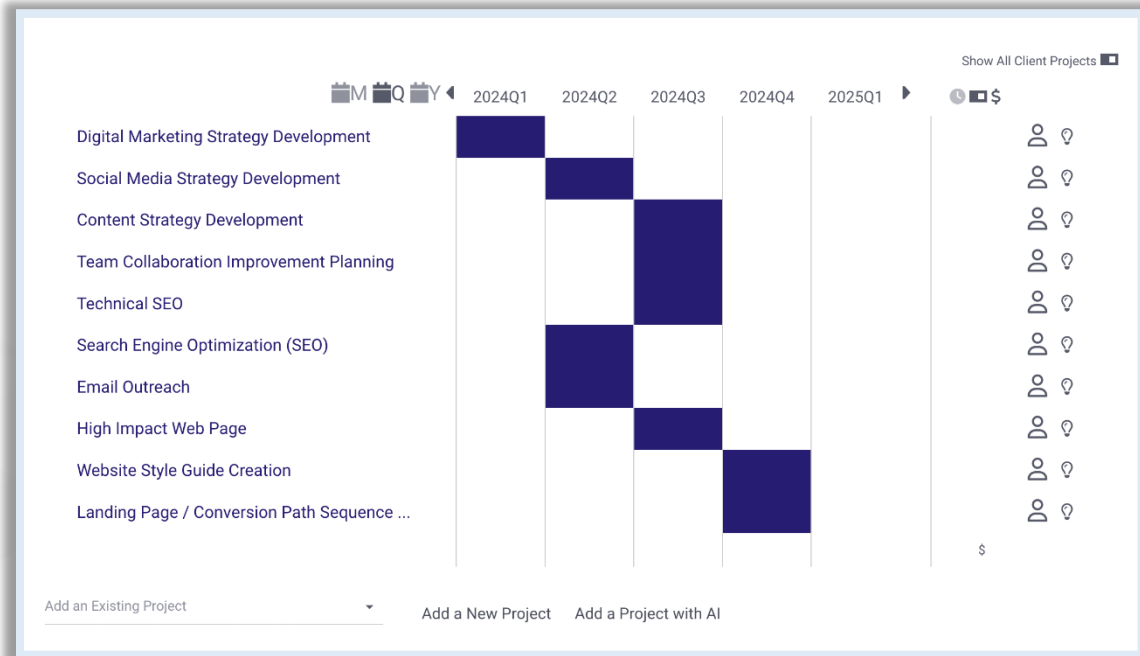 Show All Client Projects
M Q Y 2024Q1 2024Q2 2024Q3 2024Q4 2025Q1 $
Digital Marketing Strategy Development
Social Media Strategy Development
Content Strategy Development
Team Collaboration Improvement Planning
Technical SEO
Search Engine Optimization (SEO)
Email Outreach
High Impact Web Page
Website Style Guide Creation
Landing Page / Conversion Path Sequence ...
$
Add an Existing Project Add a New Project Add a Project with AI